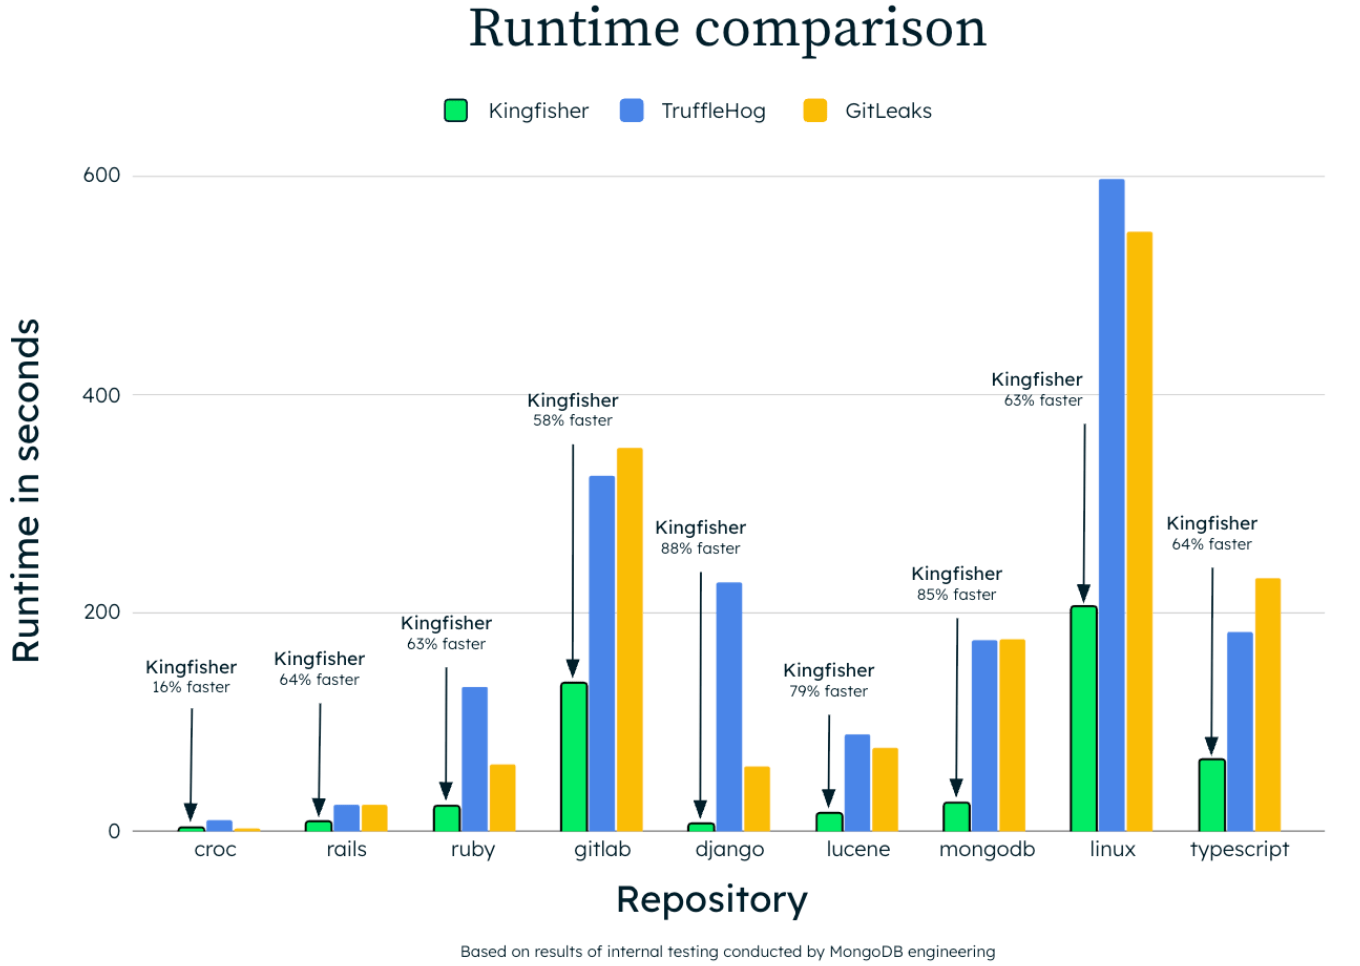 Runtime comparison
Kingfisher TruffleHog GitLeaks
Runtime in seconds
600
400
200
0
Kingfisher
16% faster
Kingfisher
64% faster
Kingfisher
63% faster
Kingfisher
58% faster
Kingfisher
88% faster
Kingfisher
79% faster
Kingfisher
85% faster
Kingfisher
63% faster
Kingfisher
64% faster
croc rails ruby gitlab django lucene mongodb linux typescript
Repository
Based on results of internal testing conducted by MongoDB engineering